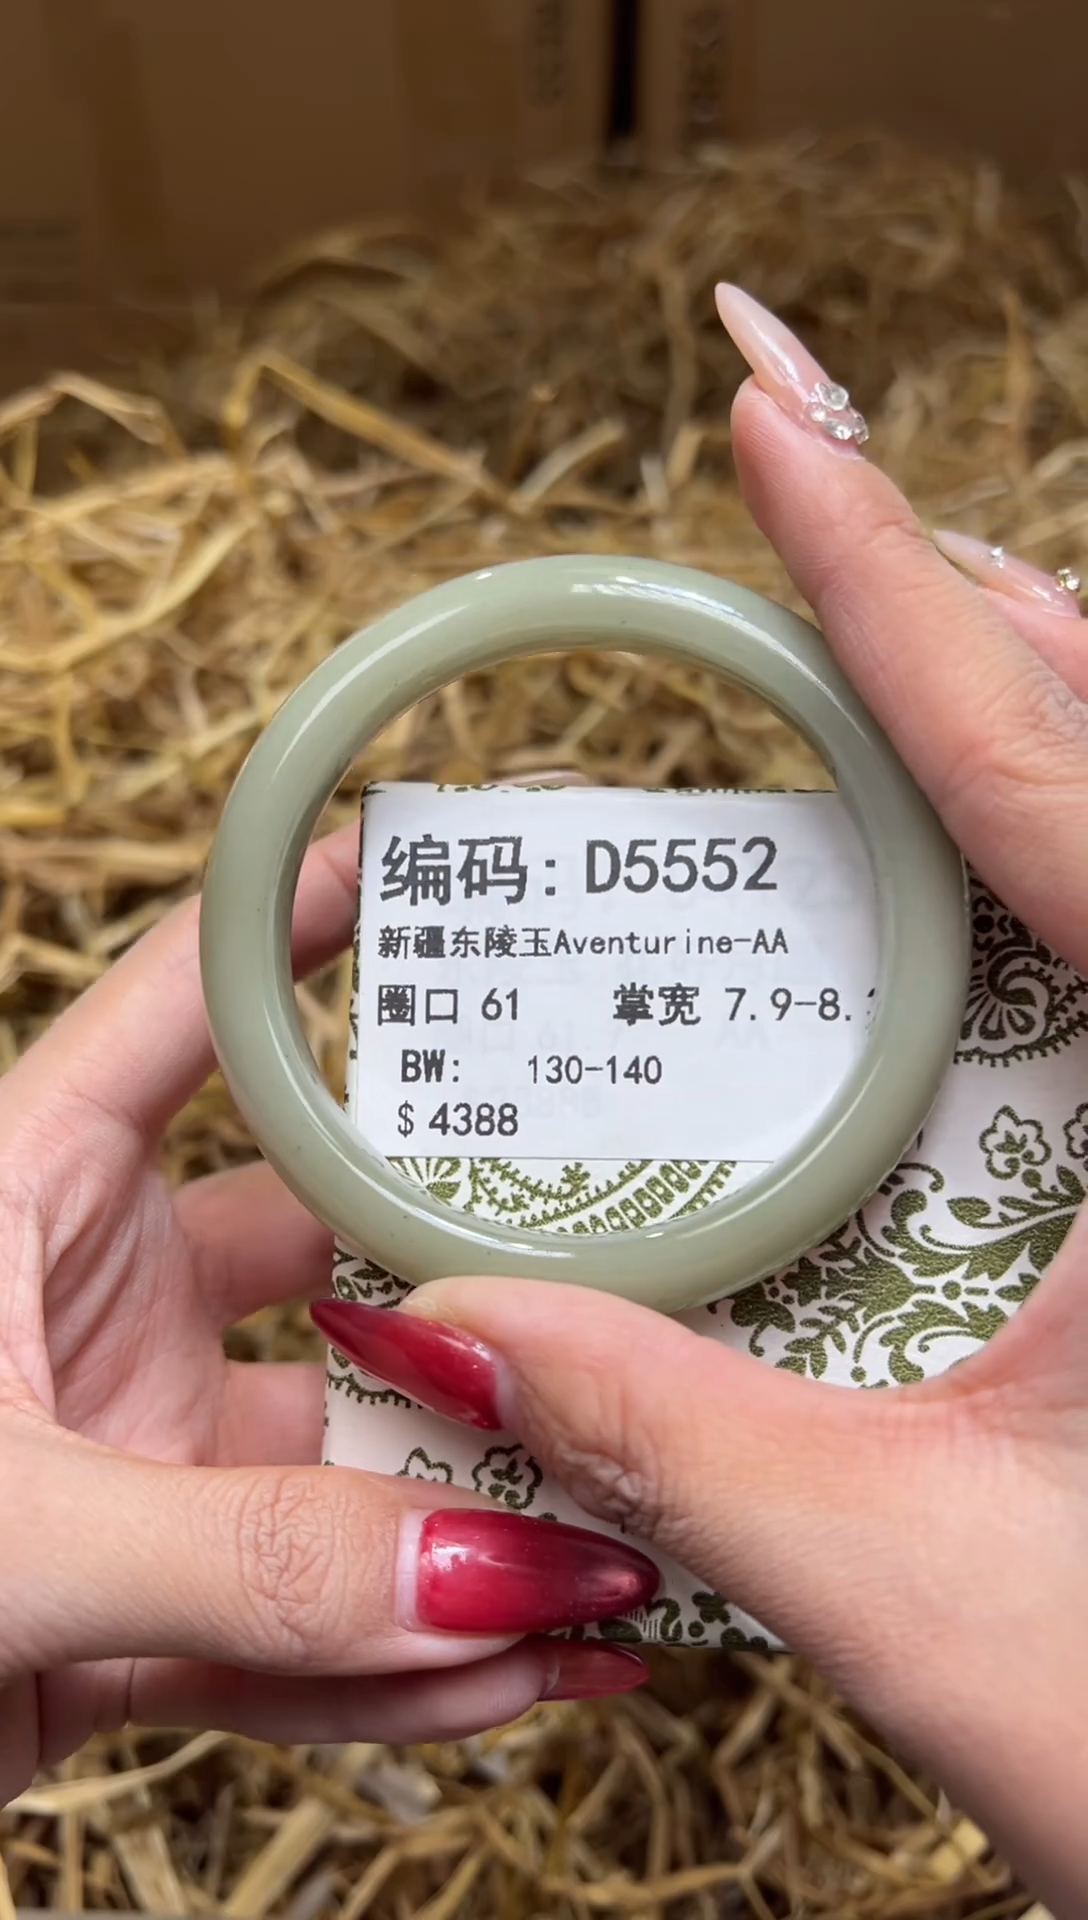 编码: D5552
新疆东陵玉Aventurine-AA
圈口 61 掌宽 7.9-8.
BW: 130-140
$ 4388